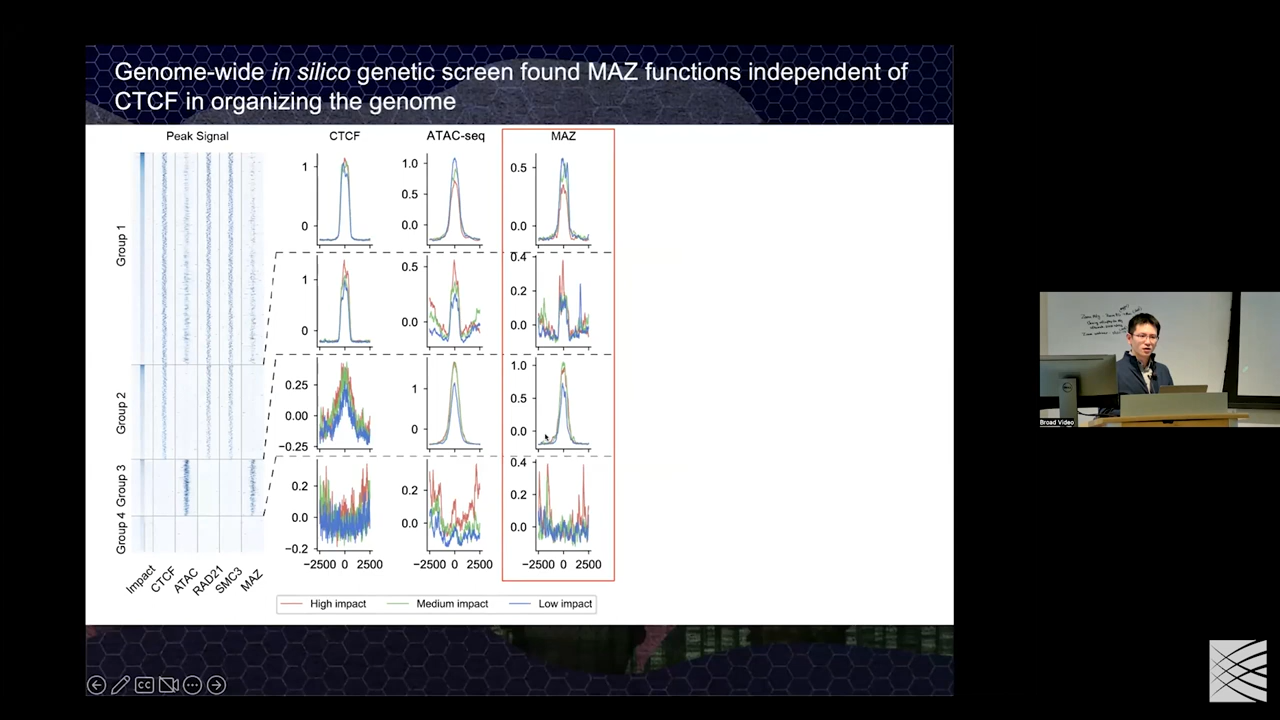 Genome-wide in silico genetic screen found MAZ functions independent of
CTCF in organizing the genome
Peak Signal
CTCF
ATAC-seq
MAZ
Group 1
Group 2
Group 3
Group 4
1
0
1.0
0.5
0.0
0.5
0.0
1
0
0.5
0.0
0.4
0.2
0.0
0.25
0.00
−0.25
1
0
1.0
0.5
0.0
0.2
0.0
−0.2
0.2
0.0
0.4
0.2
0.0
−2500 0 2500
−2500 0 2500
−2500 0 2500
Impact
CTCF
ATAC
RAD21
SMC3
MAZ
High impact
Medium impact
Low impact
CC
Broad Video